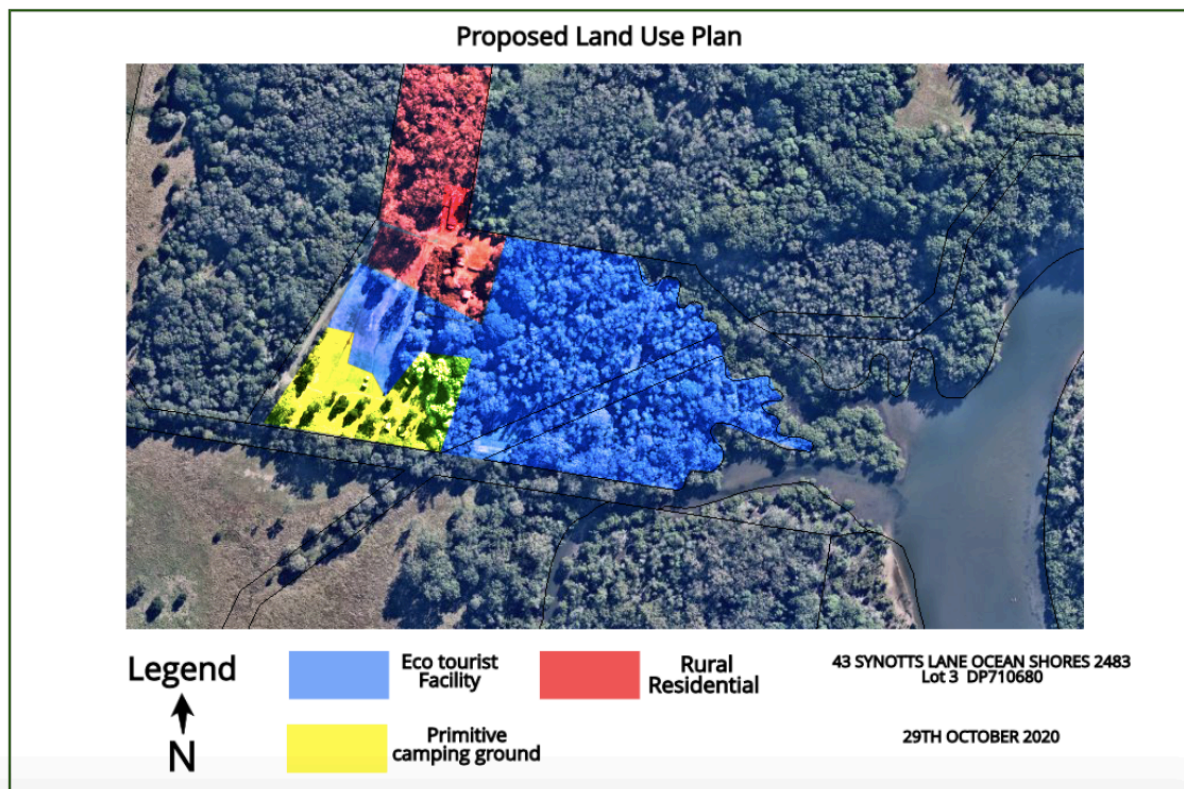 Proposed Land Use Plan
Legend
N
Eco tourist
Facility
Rural
Residential
Primitive
camping ground
43 SYNOTTS LANE OCEAN SHORES 2483
Lot 3 DP710680
29TH OCTOBER 2020